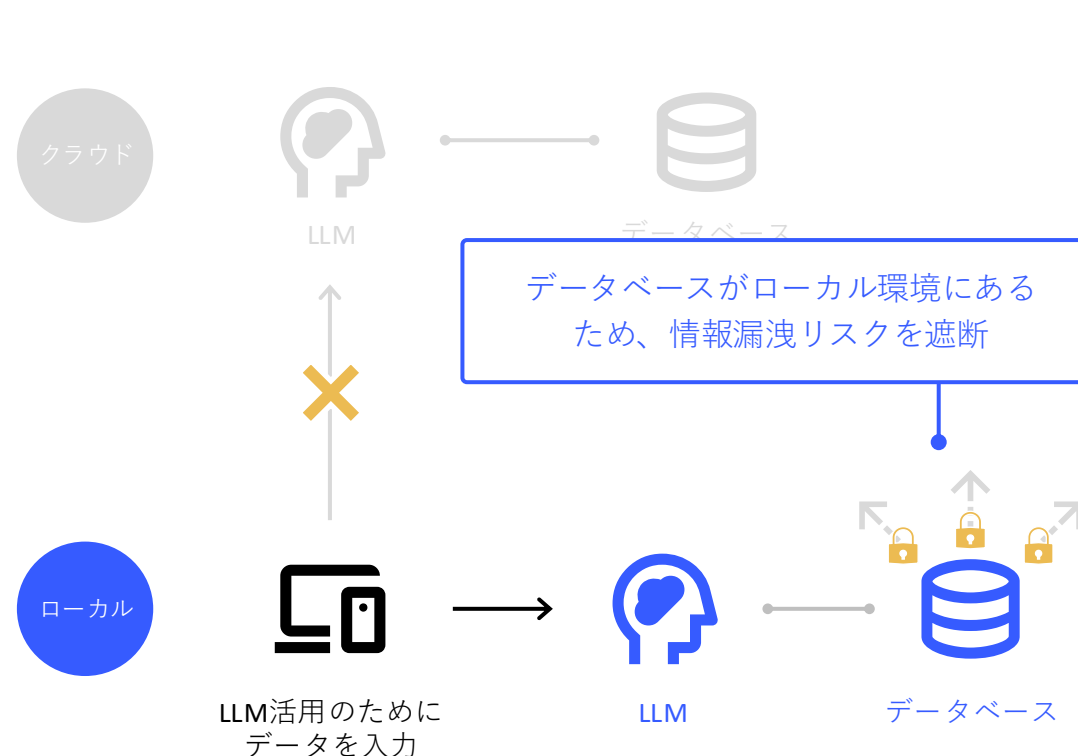 クラウド
LLM
データベース
データベースがローカル環境にある
ため、情報漏洩リスクを遮断
ローカル
LLM活用のために
データを入力
LLM
データベース